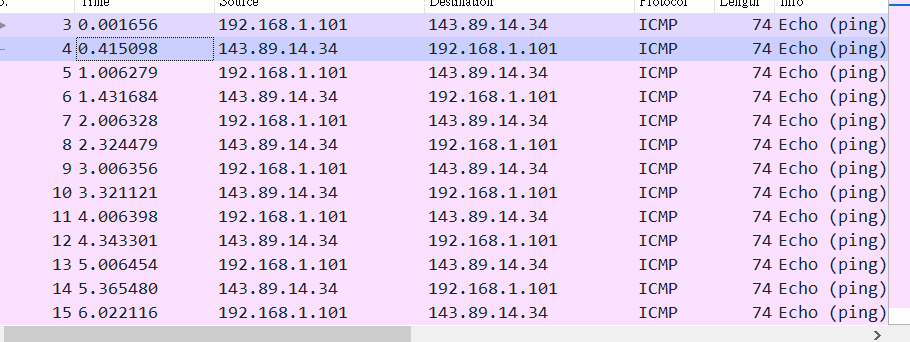 o. Time Source Destination Protocol Length Info
3 0.001656 192.168.1.101 143.89.14.34 ICMP 74 Echo (ping)
4 0.415098 143.89.14.34 192.168.1.101 ICMP 74 Echo (ping)
5 1.006279 192.168.1.101 143.89.14.34 ICMP 74 Echo (ping)
6 1.431684 143.89.14.34 192.168.1.101 ICMP 74 Echo (ping)
7 2.006328 192.168.1.101 143.89.14.34 ICMP 74 Echo (ping)
8 2.324479 143.89.14.34 192.168.1.101 ICMP 74 Echo (ping)
9 3.006356 192.168.1.101 143.89.14.34 ICMP 74 Echo (ping)
10 3.321121 143.89.14.34 192.168.1.101 ICMP 74 Echo (ping)
11 4.006398 192.168.1.101 143.89.14.34 ICMP 74 Echo (ping)
12 4.343301 143.89.14.34 192.168.1.101 ICMP 74 Echo (ping)
13 5.006454 192.168.1.101 143.89.14.34 ICMP 74 Echo (ping)
14 5.365480 143.89.14.34 192.168.1.101 ICMP 74 Echo (ping)
15 6.022116 192.168.1.101 143.89.14.34 ICMP 74 Echo (ping)